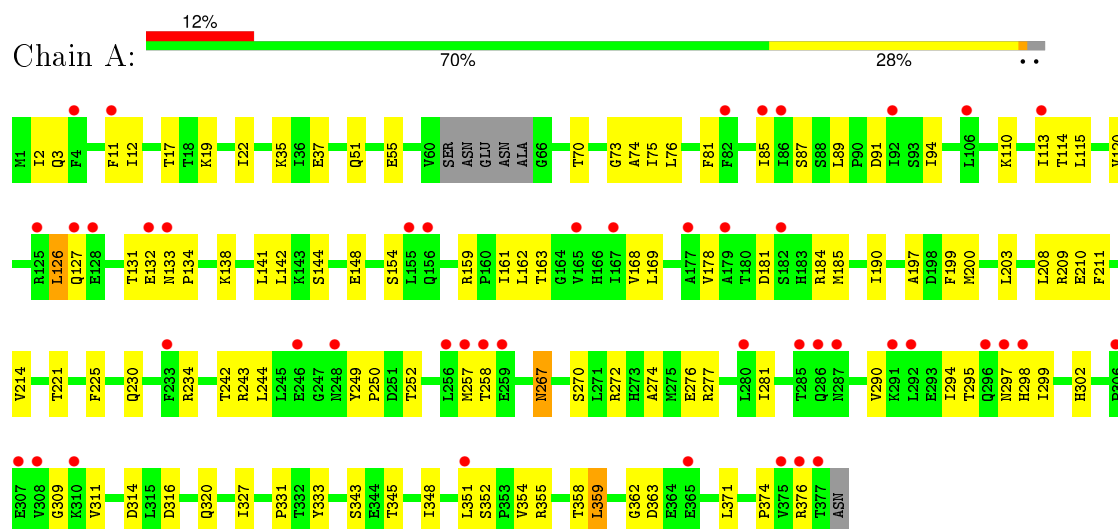 12%
Chain A:
70% 28% • •
M1 I2 Q3 F4 F11 I12 T17 T18 K19 I22 K35 I36 E37 Q51 E55 V60 SER ASN GLU ASN ALA G66 T70 G73 A74 I75 L76 F81 F82 I85 I86 S87 S88 L89 P90 D91 I92 S93 I94 L106 K110 I113 T114 L115 V120
R125 L126 Q127 E128 T131 E132 N133 P134 K138 L141 L142 K143 S144 E148 S154 L155 Q156 R159 P160 I161 L162 T163 G164 V165 H166 I167 V168 L169 A177 V178 A179 T180 D181 S182 H183 R184 M185 I190 A197 D198 F199 M200 L203 L208 R209 E210 F211
V214 T221 F225 Q230 F233 R234 T242 R243 L244 L245 E246 G247 N248 Y249 P250 D251 T252 L256 M257 T258 E259 N267 S270 L271 R272 H273 A274 M275 E276 R277 L280 I281 T285 Q286 N287 V290 K291 L292 E293 I294 T295 Q296 N297 H298 I299 H302 P306
E307 V308 G309 K310 V311 D314 L315 D316 Q320 I327 P331 T332 Y333 S343 E344 T345 I348 L351 S352 P353 V354 R355 T358 L359 G362 D363 E364 E365 L371 P374 V375 R376 T377 ASN